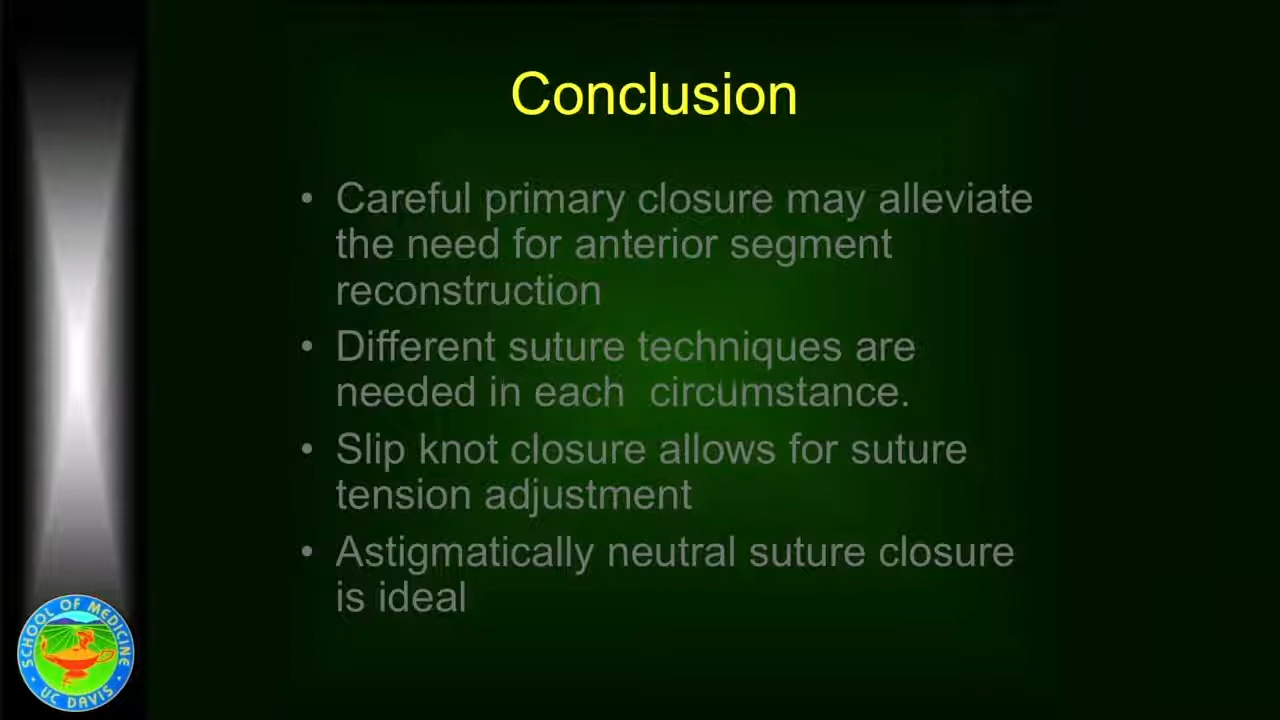 Conclusion
• Careful primary closure may alleviate
the need for anterior segment
reconstruction
• Different suture techniques are
needed in each  circumstance.
• Slip knot closure allows for suture
tension adjustment
• Astigmatically neutral suture closure
is ideal
SCHOOL OF MEDICINE
UC DAVIS